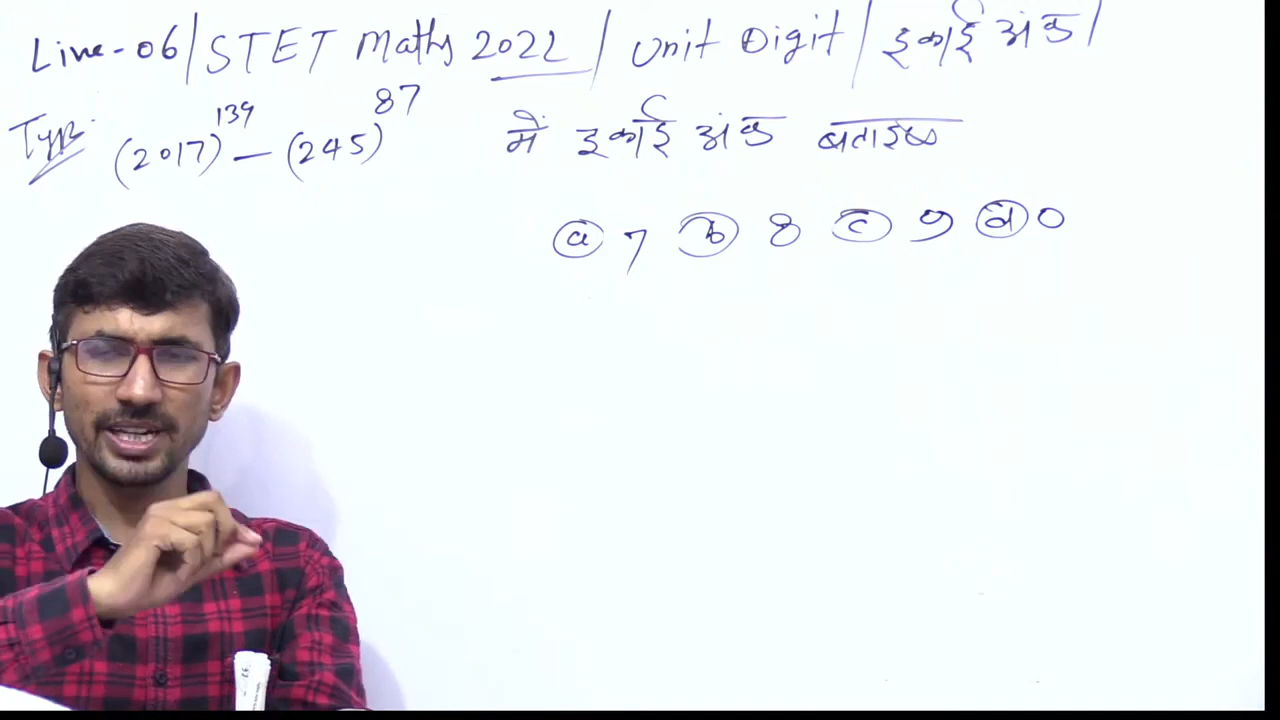 Live-06/STET Maths 2022/Unit Digit/इकाई अंक/
Type: (2017)^139 - (245)^87 में इकाई अंक बताइए
(a) 7 (b) 8 (c) 9 (d) 0